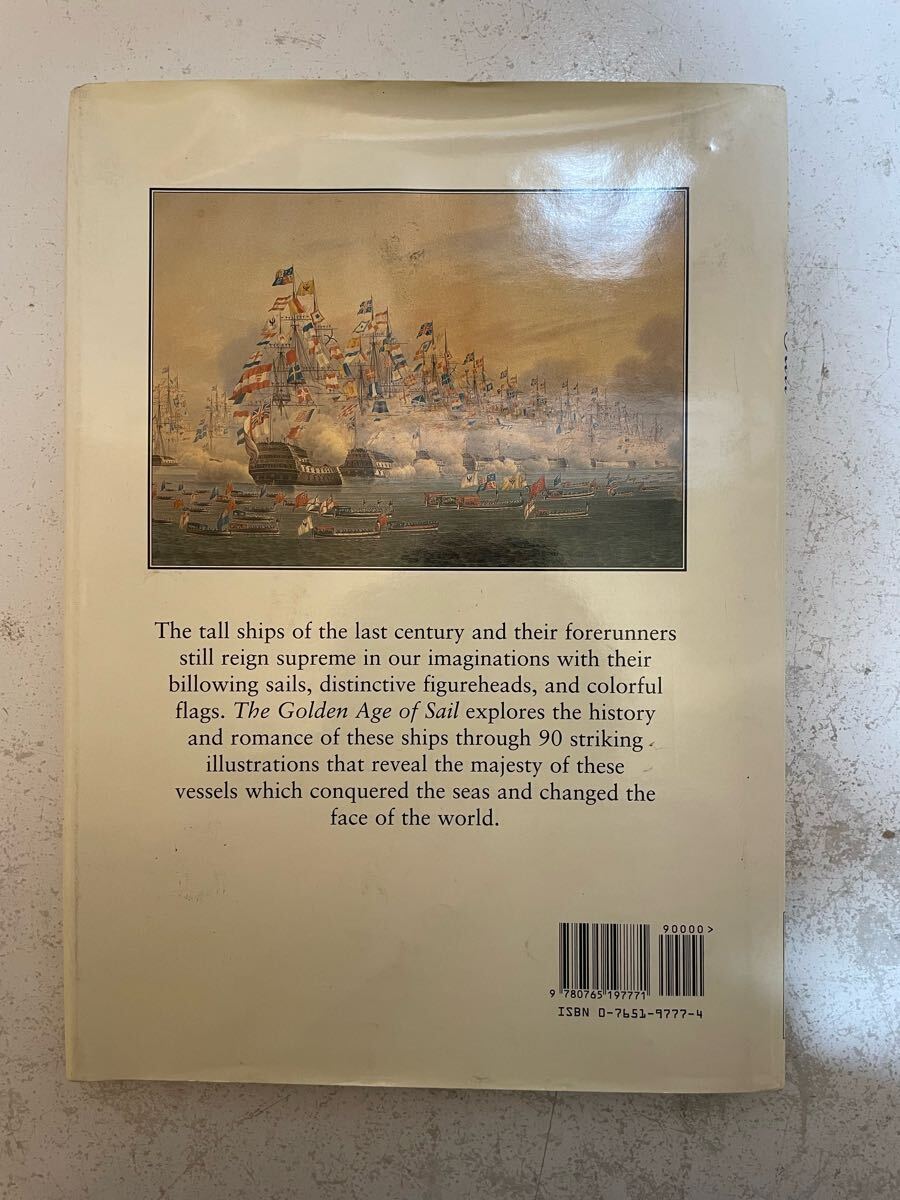 The tall ships of the last century and their forerunners
still reign supreme in our imaginations with their
billowing sails, distinctive figureheads, and colorful
flags. The Golden Age of Sail explores the history
and romance of these ships through 90 striking
illustrations that reveal the majesty of these
vessels which conquered the seas and changed the
face of the world.
90000>
9 780765 197771
ISBN 0-7651-9777-4